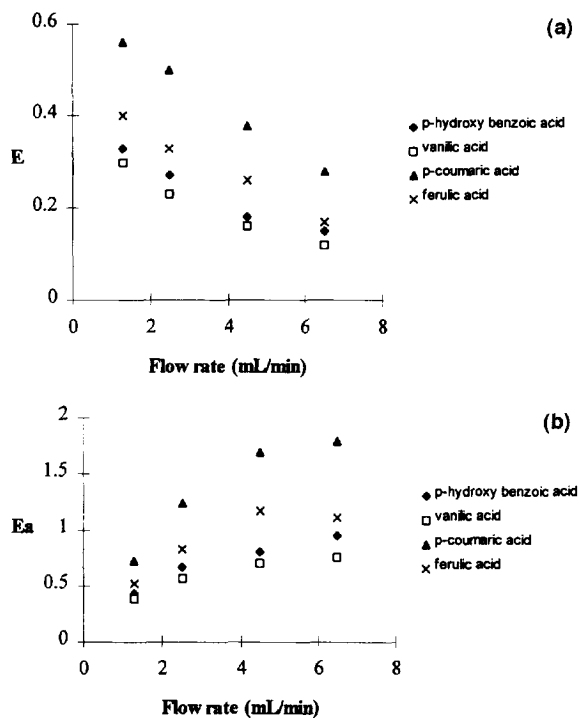 (a)
0.6
0.4
E
0.2
0
0 2 4 6 8
Flow rate (mL/min)
p-hydroxy benzoic acid
vanilic acid
p-coumaric acid
ferulic acid
(b)
2
1.5
Ea 1
0.5
0
0 2 4 6 8
Flow rate (mL/min)
p-hydroxy benzoic acid
vanilic acid
p-coumaric acid
ferulic acid